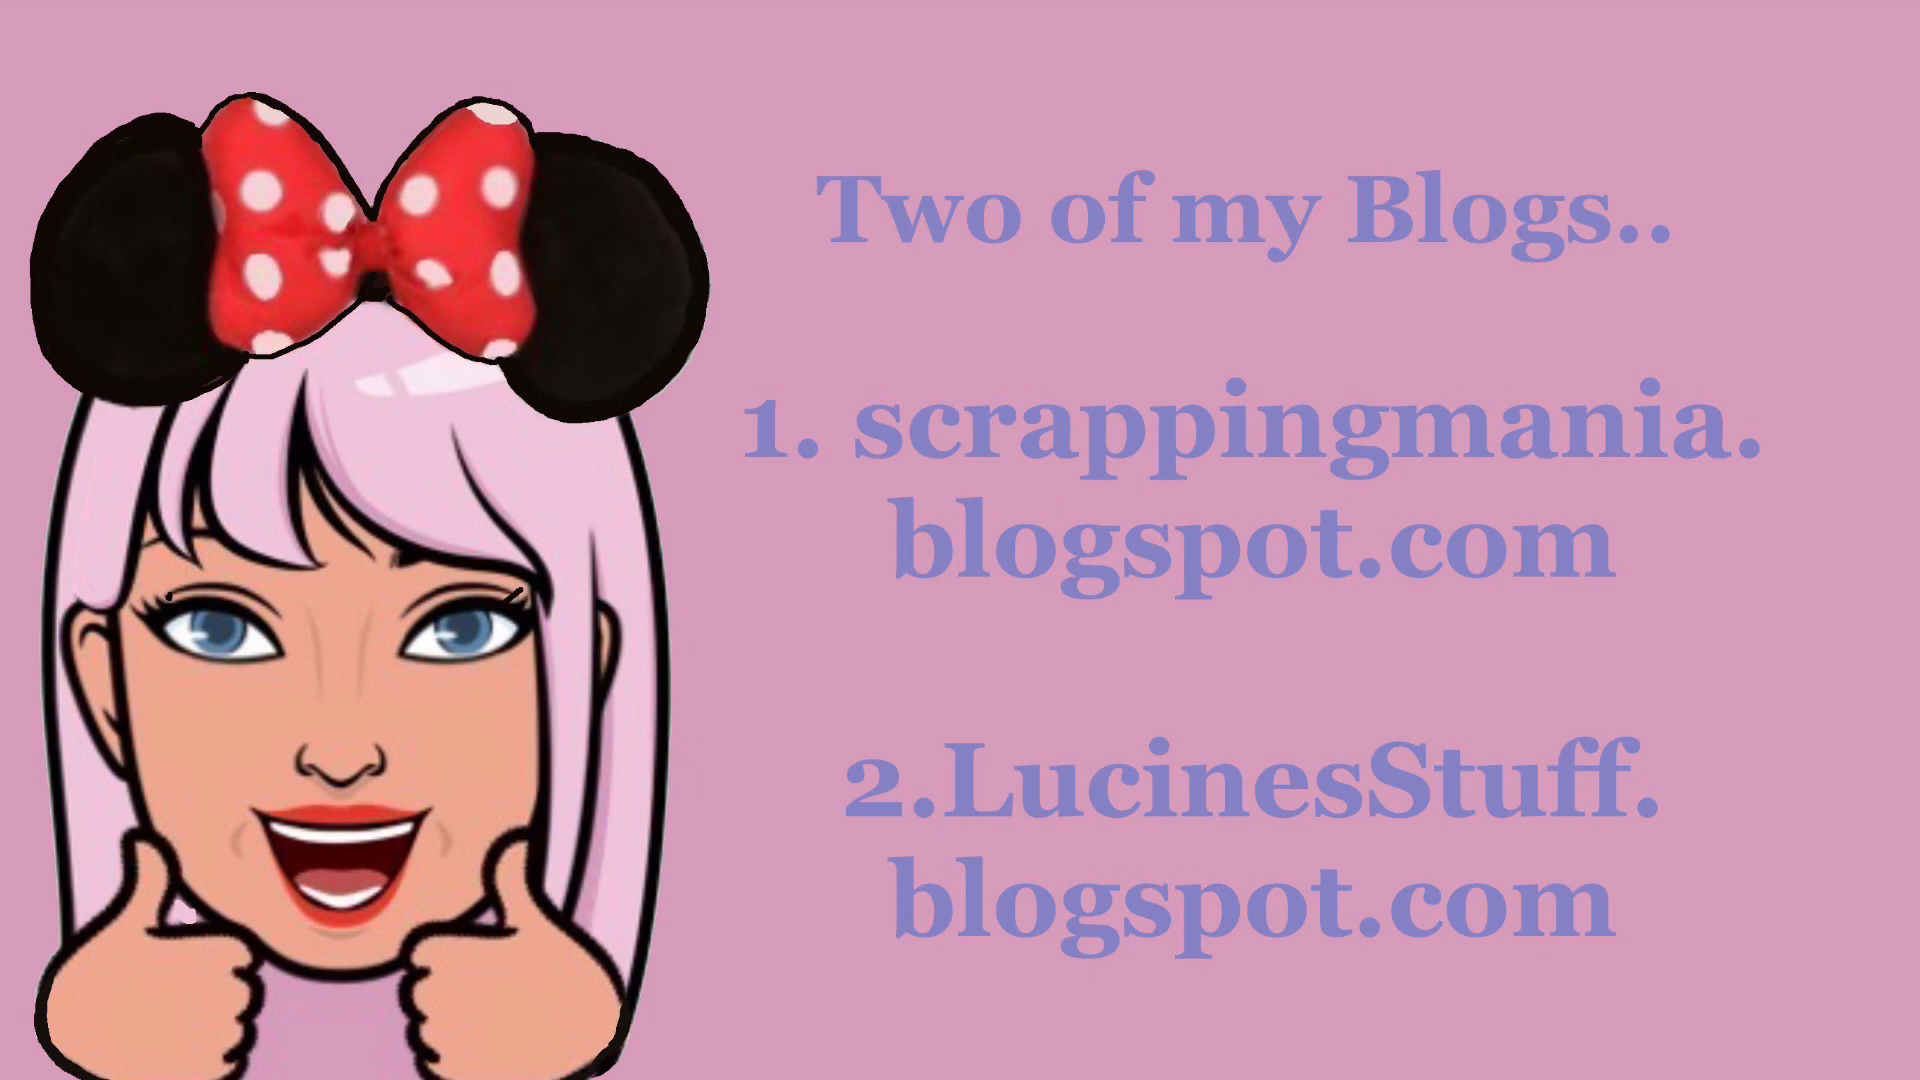 Two of my Blogs..
1. scrappingmania.
blogspot.com
2.LucinesStuff.
blogspot.com